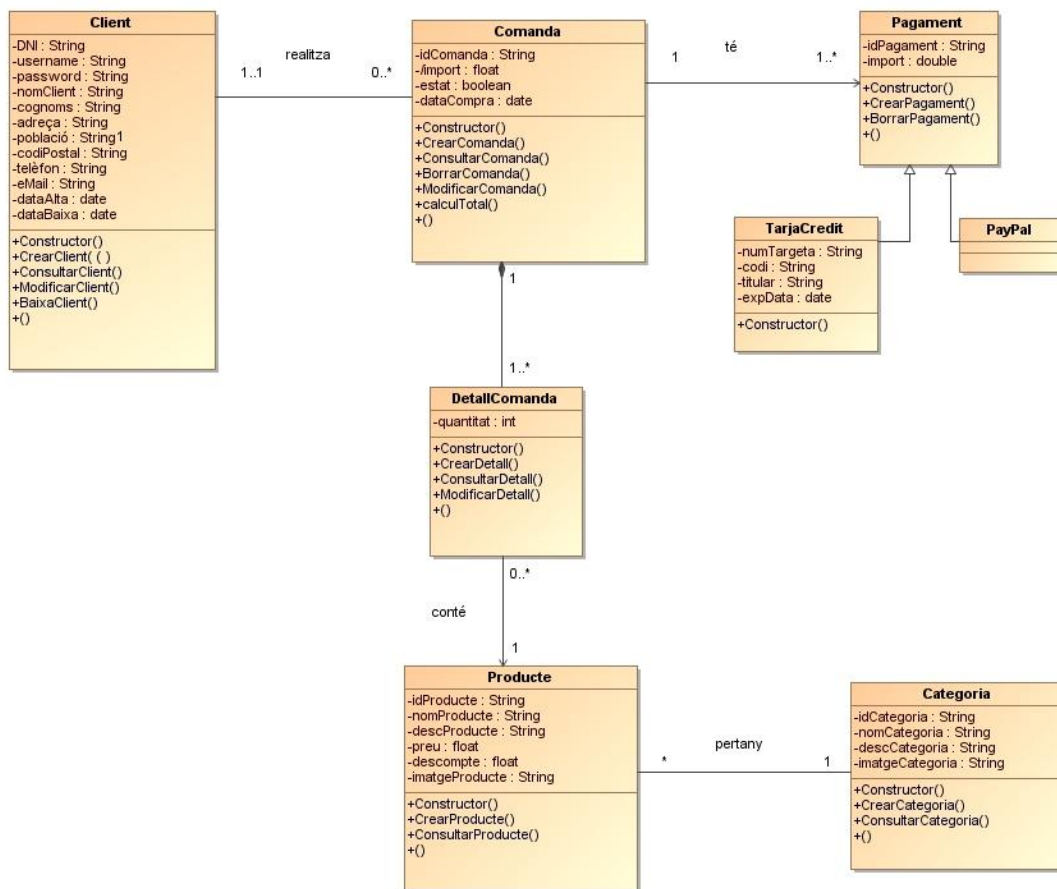 Client
-DNI : String
-username : String
-password : String
-nomClient : String
-cognoms : String
-adreça : String
-població : String1
-codiPostal : String
-telèfon : String
-eMail : String
-dataAlta : date
-dataBaixa : date
+Constructor()
+CrearClient( ( )
+ConsultarClient()
+ModificarClient()
+BaixaClient()
+()
realitza
1..1
0..*
Comanda
-idComanda : String
-/import : float
-estat : boolean
-dataCompra : date
+Constructor()
+CrearComanda()
+ConsultarComanda()
+BorrarComanda()
+ModificarComanda()
+calculTotal()
+()
té
1
1..*
Pagament
-idPagament : String
-import : double
+Constructor()
+CrearPagament()
+BorrarPagament()
+()
TarjaCredit
-numTargeta : String
-codi : String
-titular : String
-expData : date
+Constructor()
PayPal
1
1..*
DetallComanda
-quantitat : int
+Constructor()
+CrearDetall()
+ConsultarDetall()
+ModificarDetall()
+()
0..*
conté
1
Producte
-idProducte : String
-nomProducte : String
-descProducte : String
-preu : float
-descompte : float
-imatgeProducte : String
+Constructor()
+CrearProducte()
+ConsultarProducte()
+()
pertany
*
1
Categoria
-idCategoria : String
-nomCategoria : String
-descCategoria : String
-imatgeCategoria : String
+Constructor()
+CrearCategoria()
+ConsultarCategoria()
+()